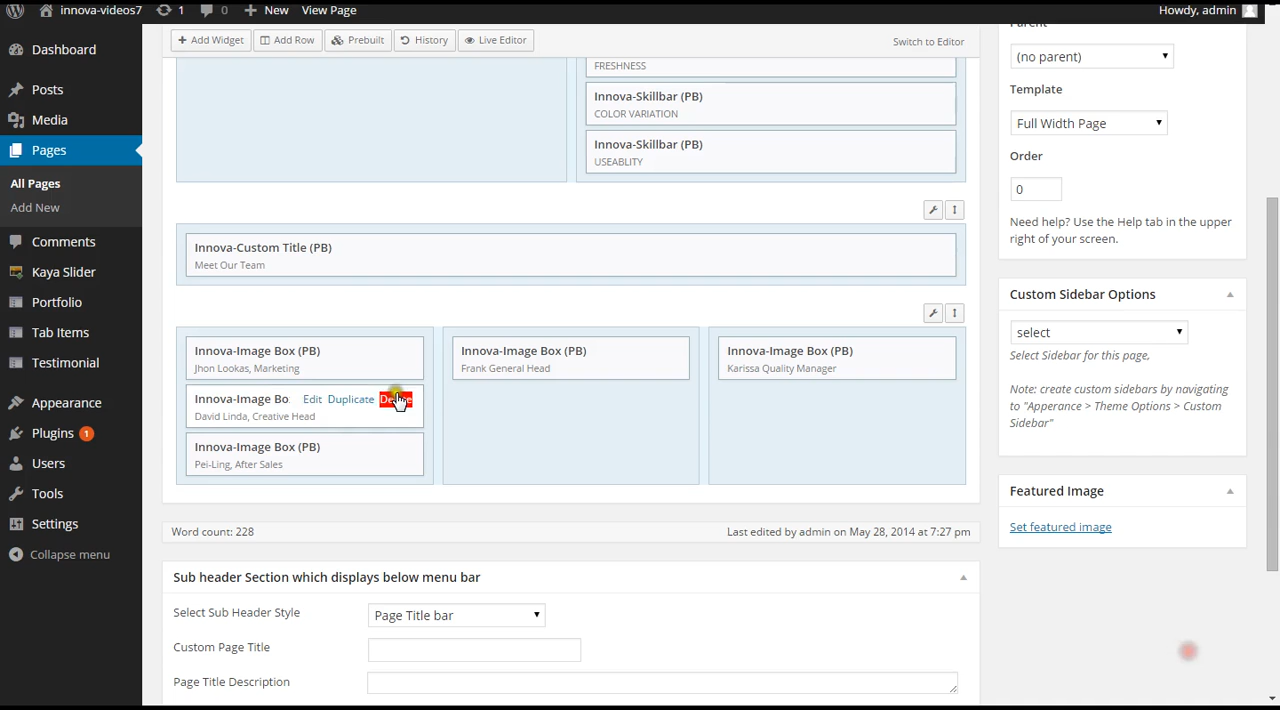 innova-videos7 1 0 New View Page
Howdy, admin
Dashboard
Posts
Media
Pages
All Pages
Add New
Comments
Kaya Slider
Portfolio
Tab Items
Testimonial
Appearance
Plugins 1
Users
Tools
Settings
Collapse menu
Add Widget Add Row Prebuilt History Live Editor
Switch to Editor
FRESHNESS
Innova-Skillbar (PB)
COLOR VARIATION
Innova-Skillbar (PB)
USEABLITY
Innova-Custom Title (PB)
Meet Our Team
Innova-Image Box (PB)
Jhon Lookas, Marketing
Innova-Image Bo Edit Duplicate
David Linda, Creative Head
Innova-Image Box (PB)
Pei-Ling, After Sales
Innova-Image Box (PB)
Frank General Head
Innova-Image Box (PB)
Karissa Quality Manager
Word count: 228
Last edited by admin on May 28, 2014 at 7:27 pm
Sub header Section which displays below menu bar
Select Sub Header Style
Page Title bar
Custom Page Title
Page Title Description
Parent
(no parent)
Template
Full Width Page
Order
0
Need help? Use the Help tab in the upper
right of your screen.
Custom Sidebar Options
select
Select Sidebar for this page,
Note: create custom sidebars by navigating
to "Apperance > Theme Options > Custom
Sidebar"
Featured Image
Set featured image